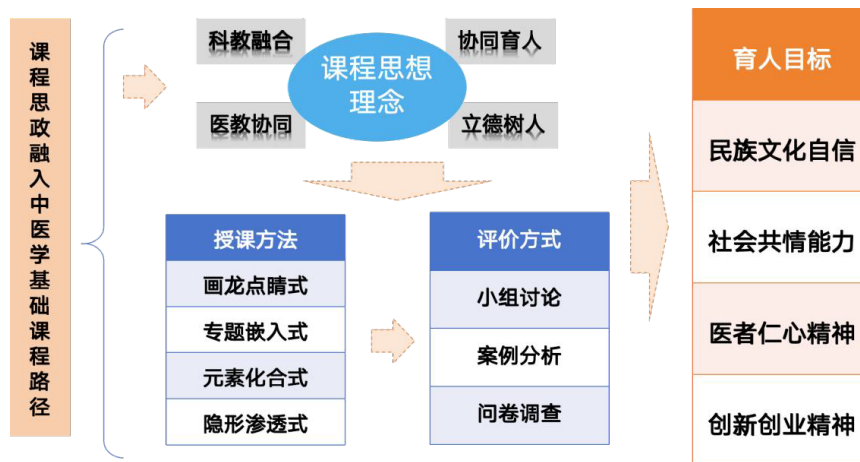 课程思政融入中医学基础课程路径
科教融合
协同育人
课程思想
理念
医教协同
立德树人
授课方法
画龙点睛式
专题嵌入式
元素化合式
隐形渗透式
评价方式
小组讨论
案例分析
问卷调查
育人目标
民族文化自信
社会共情能力
医者仁心精神
创新创业精神